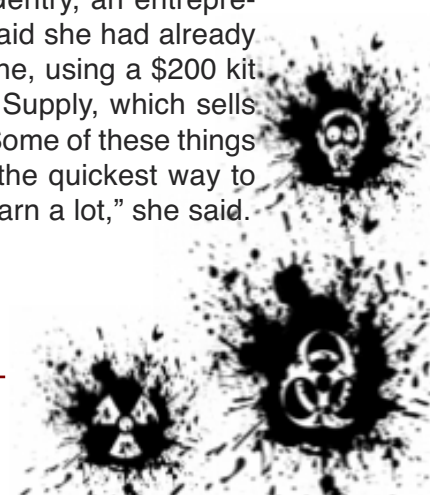 entry, an entrepre-
aid she had already
ne, using a $200 kit
Supply, which sells
Some of these things
the quickest way to
arn a lot,” she said.